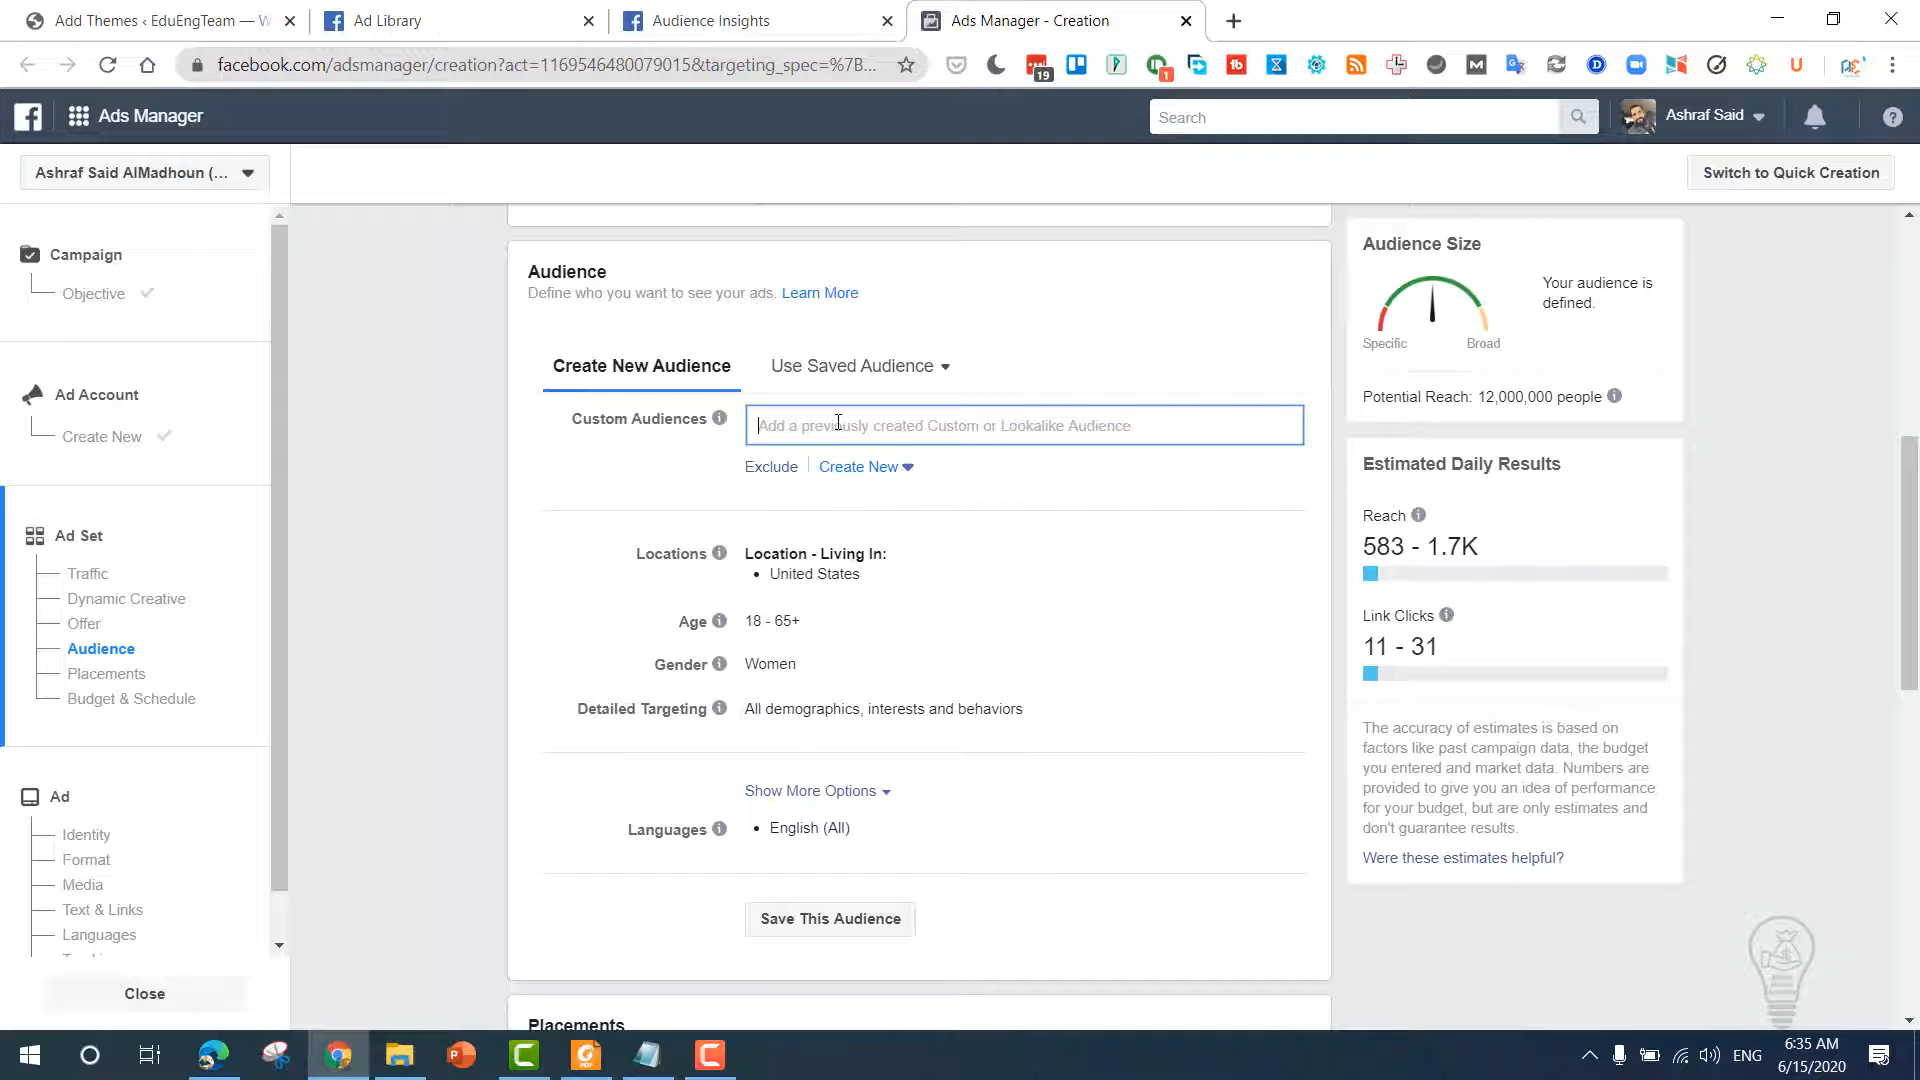 Add Themes ‹ EduEngTeam — W
Ad Library
Audience Insights
Ads Manager - Creation
facebook.com/adsmanager/creation?act=1169546480079015&targeting_spec=%7B...
19
1
Ads Manager
Search
Ashraf Said
Ashraf Said AlMadhoun (...
Switch to Quick Creation
Campaign
Objective
Ad Account
Create New
Ad Set
Traffic
Dynamic Creative
Offer
Audience
Placements
Budget & Schedule
Ad
Identity
Format
Media
Text & Links
Languages
Close
Audience
Define who you want to see your ads. Learn More
Create New Audience
Use Saved Audience
Custom Audiences
Add a previously created Custom or Lookalike Audience
Exclude
Create New
Locations
Location - Living In:
United States
Age
18 - 65+
Gender
Women
Detailed Targeting
All demographics, interests and behaviors
Show More Options
Languages
English (All)
Save This Audience
Placements
Audience Size
Your audience is
defined.
Specific
Broad
Potential Reach: 12,000,000 people
Estimated Daily Results
Reach
583 - 1.7K
Link Clicks
11 - 31
The accuracy of estimates is based on
factors like past campaign data, the budget
you entered and market data. Numbers are
provided to give you an idea of performance
for your budget, but are only estimates and
don't guarantee results.
Were these estimates helpful?
ENG
6:35 AM
6/15/2020